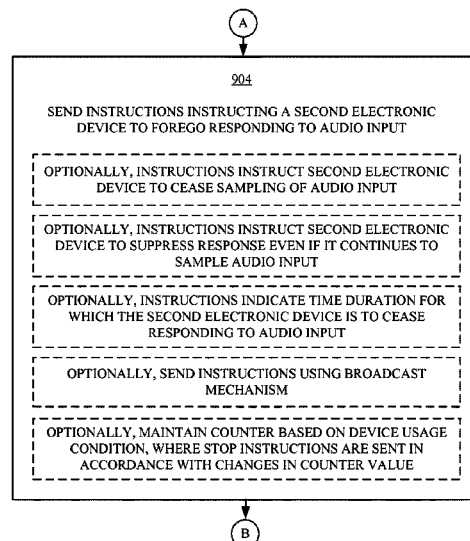 A
904
SEND INSTRUCTIONS INSTRUCTING A SECOND ELECTRONIC
DEVICE TO FOREGO RESPONDING TO AUDIO INPUT
OPTIONALLY, INSTRUCTIONS INSTRUCT SECOND ELECTRONIC
DEVICE TO CEASE SAMPLING OF AUDIO INPUT
OPTIONALLY, INSTRUCTIONS INSTRUCT SECOND ELECTRONIC
DEVICE TO SUPPRESS RESPONSE EVEN IF IT CONTINUES TO
SAMPLE AUDIO INPUT
OPTIONALLY, INSTRUCTIONS INDICATE TIME DURATION FOR
WHICH THE SECOND ELECTRONIC DEVICE IS TO CEASE
RESPONDING TO AUDIO INPUT
OPTIONALLY, SEND INSTRUCTIONS USING BROADCAST
MECHANISM
OPTIONALLY, MAINTAIN COUNTER BASED ON DEVICE USAGE
CONDITION, WHERE STOP INSTRUCTIONS ARE SENT IN
ACCORDANCE WITH CHANGES IN COUNTER VALUE
B